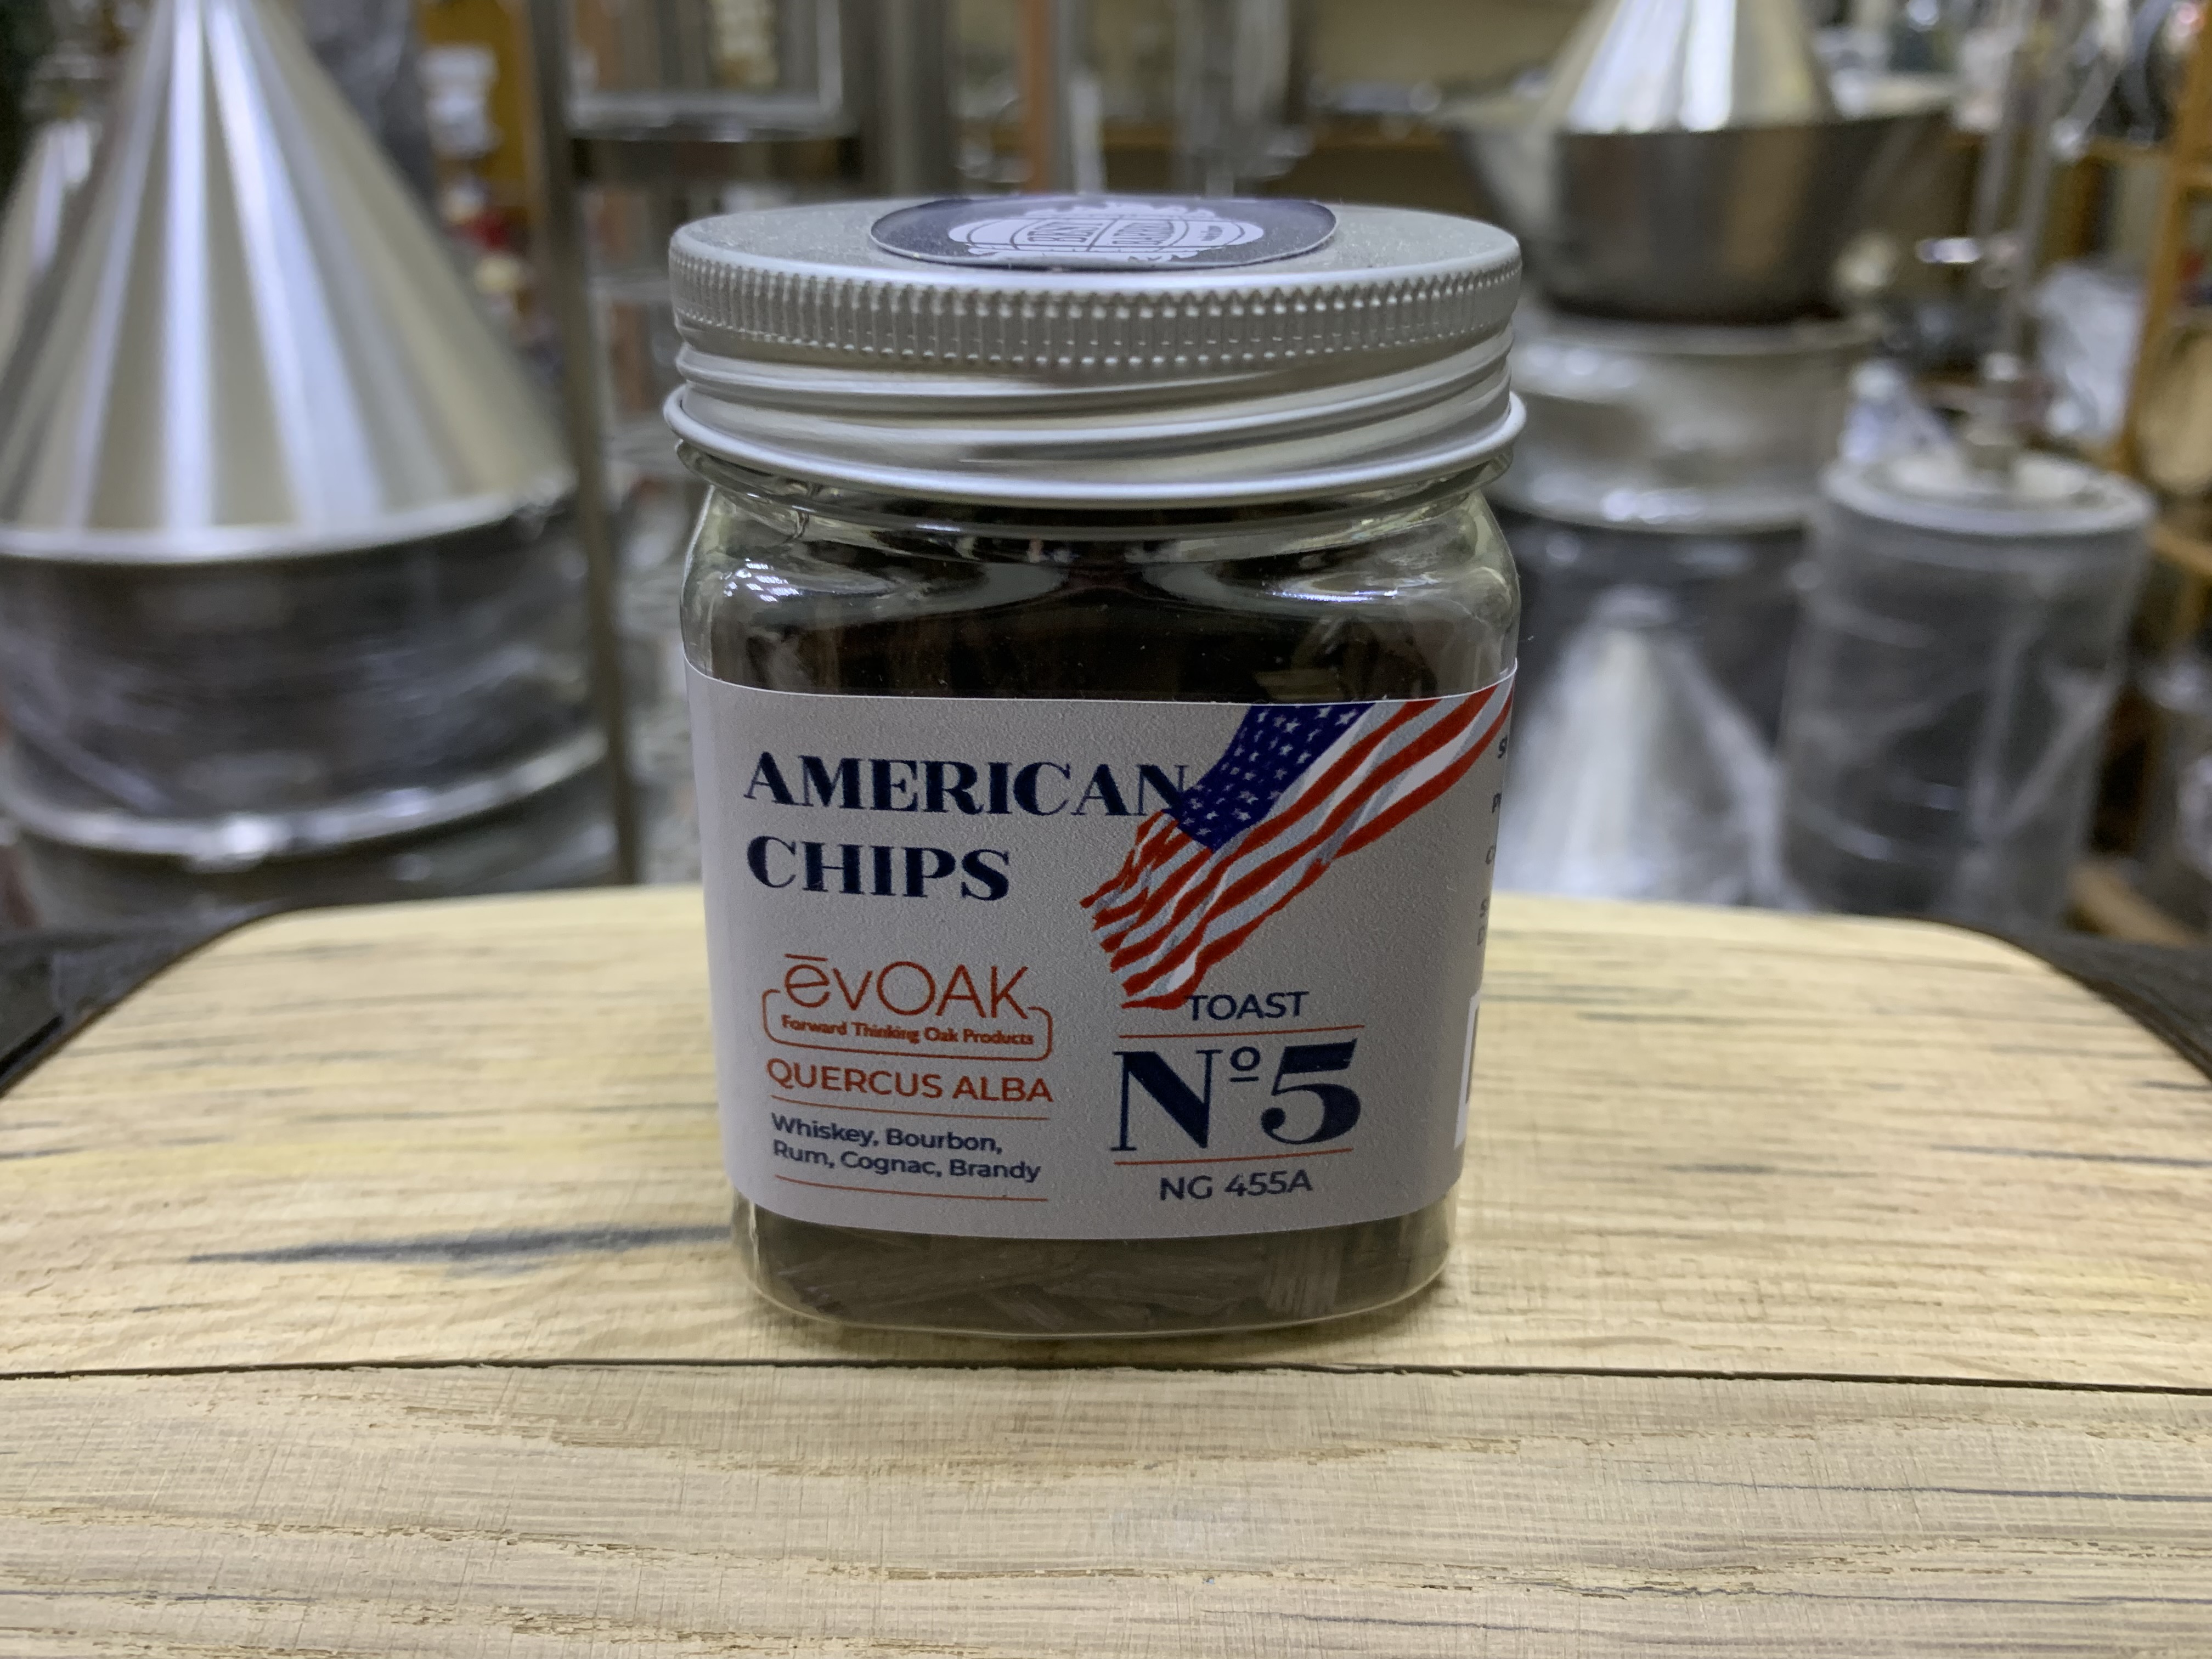 AMERICAN
CHIPS
ēvOAK
Forward Thinking Oak Products
QUERCUS ALBA
Whiskey, Bourbon,
Rum, Cognac, Brandy
TOAST
Nº5
NG 455A